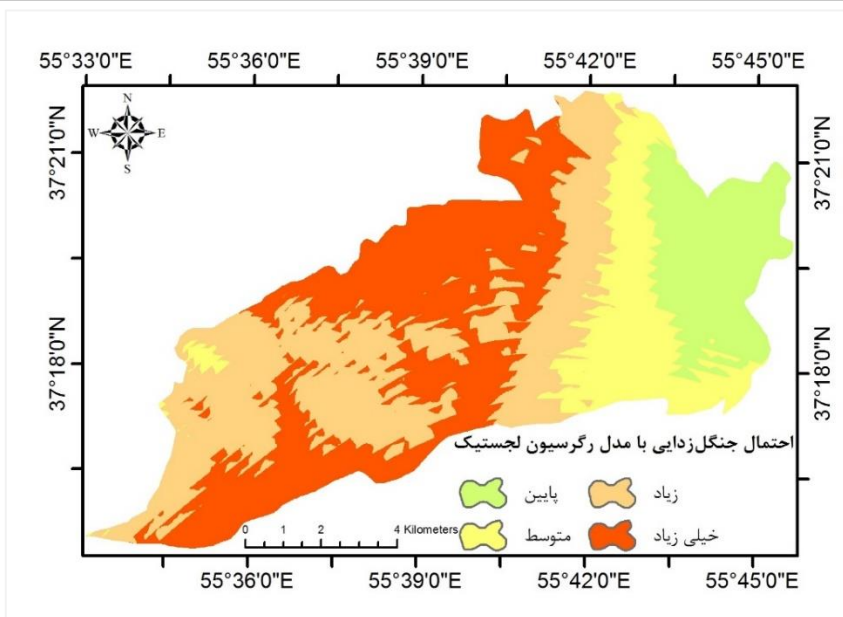 55°33'0"E 55°36'0"E 55°39'0"E 55°42'0"E 55°45'0"E
N
W E
S
37°21'0"N
37°21'0"N
37°18'0"N
37°18'0"N
احتمال جنگل‌زدایی با مدل رگرسیون لجستیک
زیاد پایین
خیلی زیاد متوسط
0 1 2 4 Kilometers
55°36'0"E 55°39'0"E 55°42'0"E 55°45'0"E